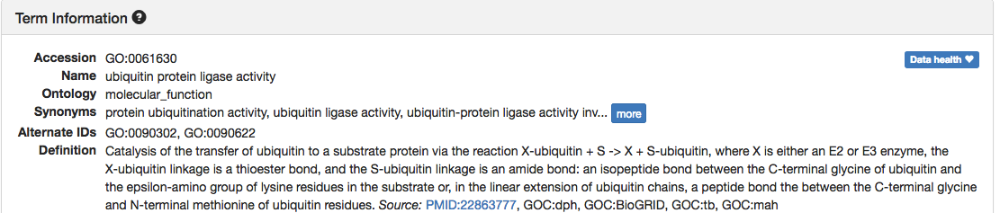 Term Information ?
Accession GO:0061630
Data health ♥
Name ubiquitin protein ligase activity
Ontology molecular_function
Synonyms protein ubiquitination activity, ubiquitin ligase activity, ubiquitin-protein ligase activity inv... more
Alternate IDs GO:0090302, GO:0090622
Definition Catalysis of the transfer of ubiquitin to a substrate protein via the reaction X-ubiquitin + S -> X + S-ubiquitin, where X is either an E2 or E3 enzyme, the
X-ubiquitin linkage is a thioester bond, and the S-ubiquitin linkage is an amide bond: an isopeptide bond between the C-terminal glycine of ubiquitin and
the epsilon-amino group of lysine residues in the substrate or, in the linear extension of ubiquitin chains, a peptide bond the between the C-terminal glycine
and N-terminal methionine of ubiquitin residues. Source: PMID:22863777, GOC:dph, GOC:BioGRID, GOC:tb, GOC:mah